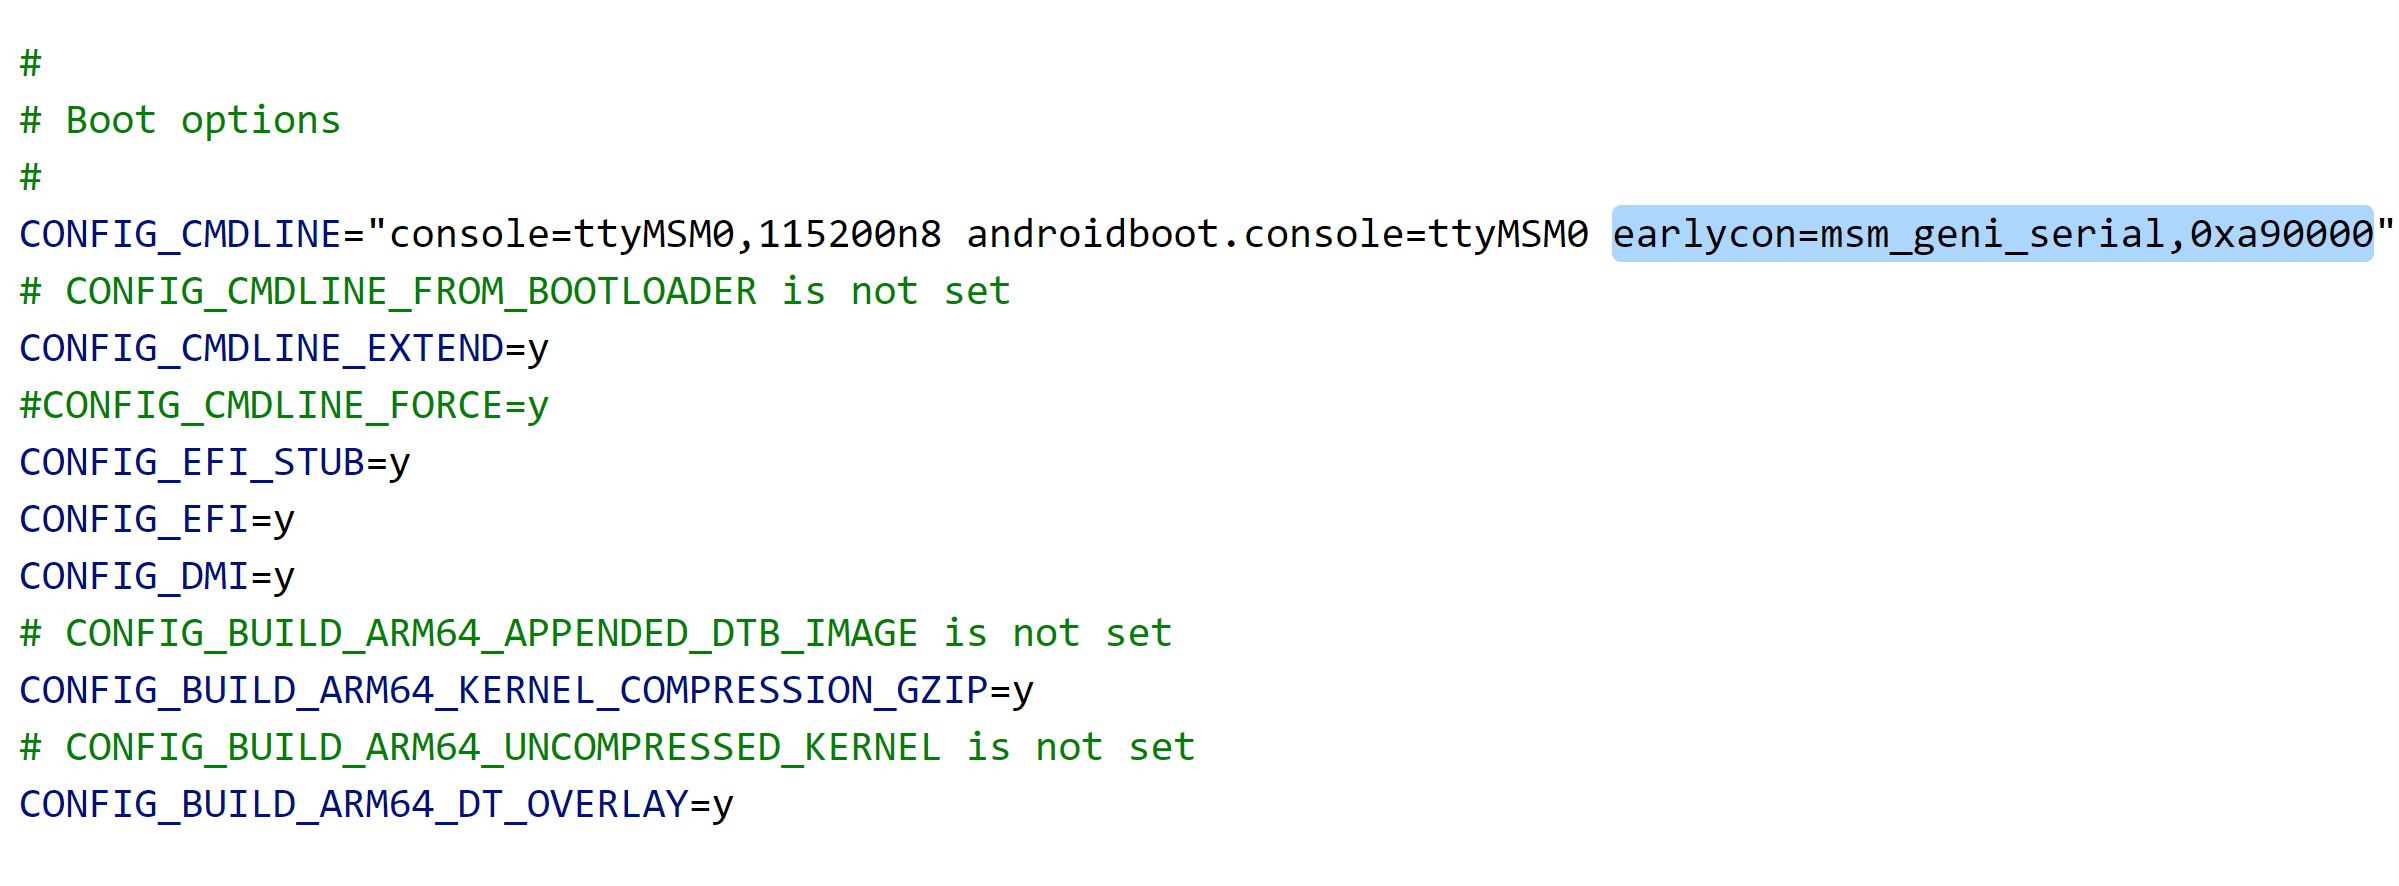 #
# Boot options
#
CONFIG_CMDLINE="console=ttyMSM0,115200n8 androidboot.console=ttyMSM0 earlycon=msm_geni_serial,0xa90000"
# CONFIG_CMDLINE_FROM_BOOTLOADER is not set
CONFIG_CMDLINE_EXTEND=y
#CONFIG_CMDLINE_FORCE=y
CONFIG_EFI_STUB=y
CONFIG_EFI=y
CONFIG_DMI=y
# CONFIG_BUILD_ARM64_APPENDED_DTB_IMAGE is not set
CONFIG_BUILD_ARM64_KERNEL_COMPRESSION_GZIP=y
# CONFIG_BUILD_ARM64_UNCOMPRESSED_KERNEL is not set
CONFIG_BUILD_ARM64_DT_OVERLAY=y